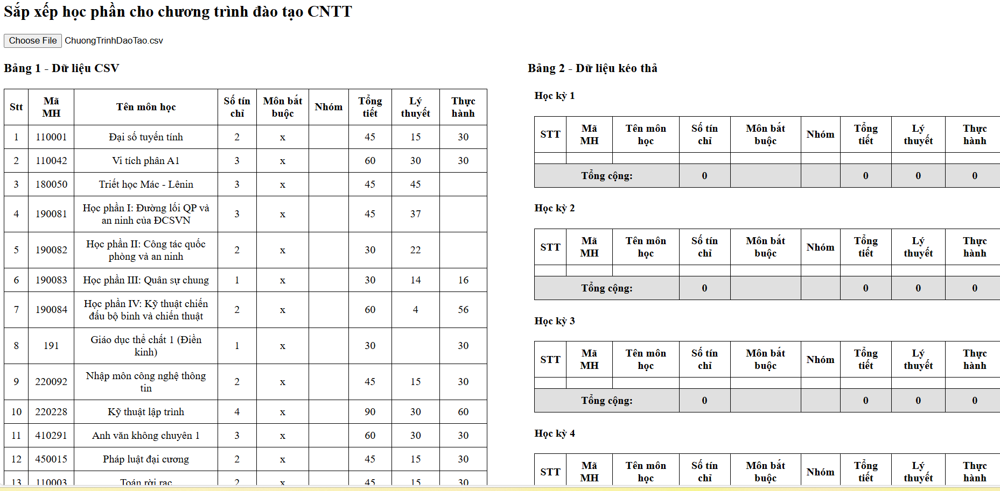 Sắp xếp học phần cho chương trình đào tạo CNTT
Choose File ChuongTrinhDaoTao.csv
Bảng 1 - Dữ liệu CSV
Stt Mã MH Tên môn học Số tín chỉ Môn bắt buộc Nhóm Tổng tiết Lý thuyết Thực hành
1 110001 Đại số tuyến tính 2 x 45 15 30
2 110042 Vi tích phân A1 3 x 60 30 30
3 180050 Triết học Mác - Lênin 3 x 45 45
4 190081 Học phần I: Đường lối QP và an ninh của ĐCSVN 3 x 45 37
5 190082 Học phần II: Công tác quốc phòng và an ninh 2 x 30 22
6 190083 Học phần III: Quân sự chung 1 x 30 14 16
7 190084 Học phần IV: Kỹ thuật chiến đấu bộ binh và chiến thuật 2 x 60 4 56
8 191 Giáo dục thể chất 1 (Điền kinh) 1 x 30 30
9 220092 Nhập môn công nghệ thông tin 2 x 45 15 30
10 220228 Kỹ thuật lập trình 4 x 90 30 60
11 410291 Anh văn không chuyên 1 3 x 60 30 30
12 450015 Pháp luật đại cương 2 x 45 15 30
13 110003 Toán rời rạc 2 x 45 15 30
Bảng 2 - Dữ liệu kéo thả
Học kỳ 1
STT Mã MH Tên môn học Số tín chỉ Môn bắt buộc Nhóm Tổng tiết Lý thuyết Thực hành
Tổng cộng: 0 0 0 0
Học kỳ 2
STT Mã MH Tên môn học Số tín chỉ Môn bắt buộc Nhóm Tổng tiết Lý thuyết Thực hành
Tổng cộng: 0 0 0 0
Học kỳ 3
STT Mã MH Tên môn học Số tín chỉ Môn bắt buộc Nhóm Tổng tiết Lý thuyết Thực hành
Tổng cộng: 0 0 0 0
Học kỳ 4
STT Mã MH Tên môn học Số tín chỉ Môn bắt buộc Nhóm Tổng tiết Lý thuyết Thực hành